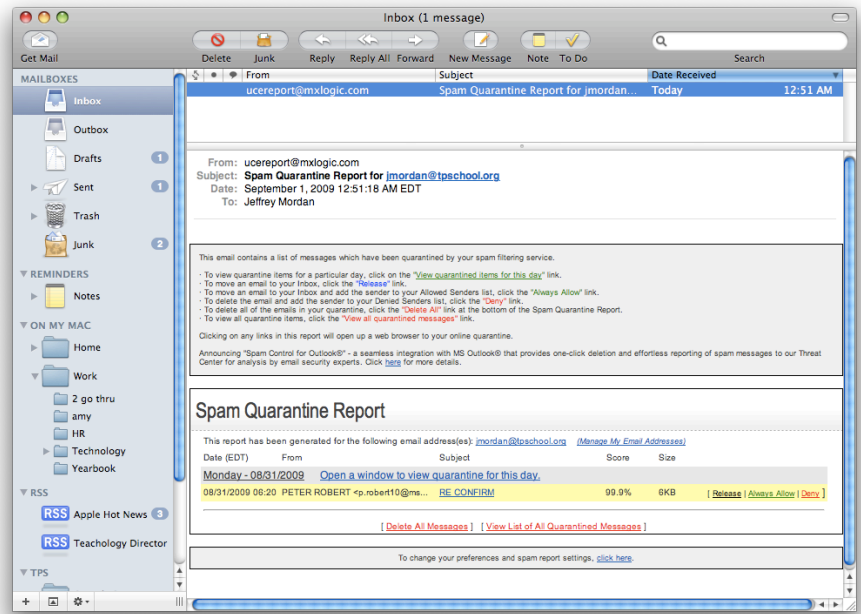 Inbox (1 message)
Get Mail
Delete
Junk
Reply
Reply All
Forward
New Message
Note
To Do
Search
MAILBOXES
Inbox
Outbox
Drafts 1
Sent 1
Trash
Junk 2
REMINDERS
Notes
ON MY MAC
Home
Work
2 go thru
amy
HR
Technology
Yearbook
RSS
RSS Apple Hot News 3
RSS Teachology Director
TPS
From Subject Date Received
ucereport@mxlogic.com Spam Quarantine Report for jmordan... Today 12:51 AM
From: ucereport@mxlogic.com
Subject: Spam Quarantine Report for jmordan@tpschool.org
Date: September 1, 2009 12:51:18 AM EDT
To: Jeffrey Mordan
This email contains a list of messages which have been quarantined by your spam filtering service.
· To view quarantine items for a particular day, click on the "View quarantined items for this day" link.
· To move an email to your Inbox, click the "Release" link.
· To move an email to your Inbox and add the sender to your Allowed Senders list, click the "Always Allow" link.
· To delete the email and add the sender to your Denied Senders list, click the "Deny" link.
· To delete all of the emails in your quarantine, click the "Delete All" link at the bottom of the Spam Quarantine Report.
· To view all quarantine items, click the "View all quarantined messages" link.
Clicking on any links in this report will open up a web browser to your online quarantine.
Announcing "Spam Control for Outlook®" - a seamless integration with MS Outlook® that provides one-click deletion and effortless reporting of spam messages to our Threat
Center for analysis by email security experts. Click here for more details.
Spam Quarantine Report
This report has been generated for the following email address(es): jmordan@tpschool.org (Manage My Email Addresses)
Date (EDT) From Subject Score Size
Monday - 08/31/2009 Open a window to view quarantine for this day.
08/31/2009 06:20 PETER ROBERT <p.robert10@ms... RE CONFIRM 99.9% 6KB [ Release | Always Allow | Deny ]
[ Delete All Messages ] [ View List of All Quarantined Messages ]
To change your preferences and spam report settings, click here.